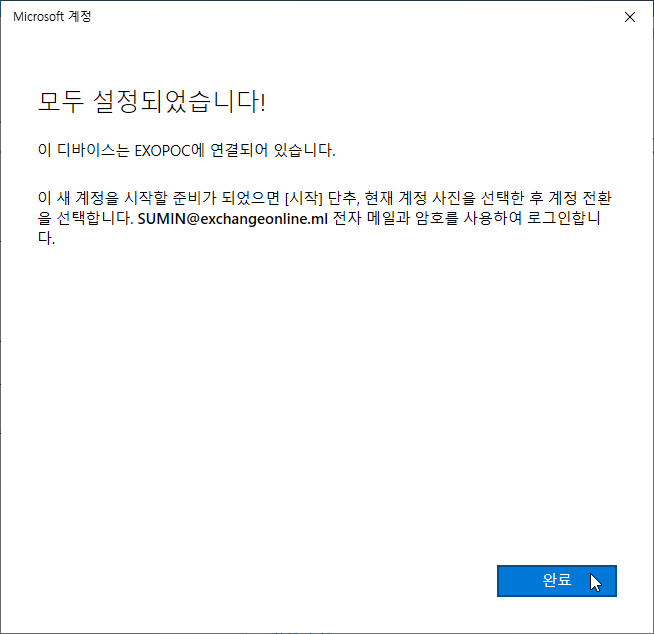 Microsoft 계정
모두 설정되었습니다!
이 디바이스는 EXOPOC에 연결되어 있습니다.
이 새 계정을 시작할 준비가 되었으면 [시작] 단추, 현재 계정 사진을 선택한 후 계정 전환
을 선택합니다. SUMIN@exchangeonline.ml 전자 메일과 암호를 사용하여 로그인합니
다.
완료